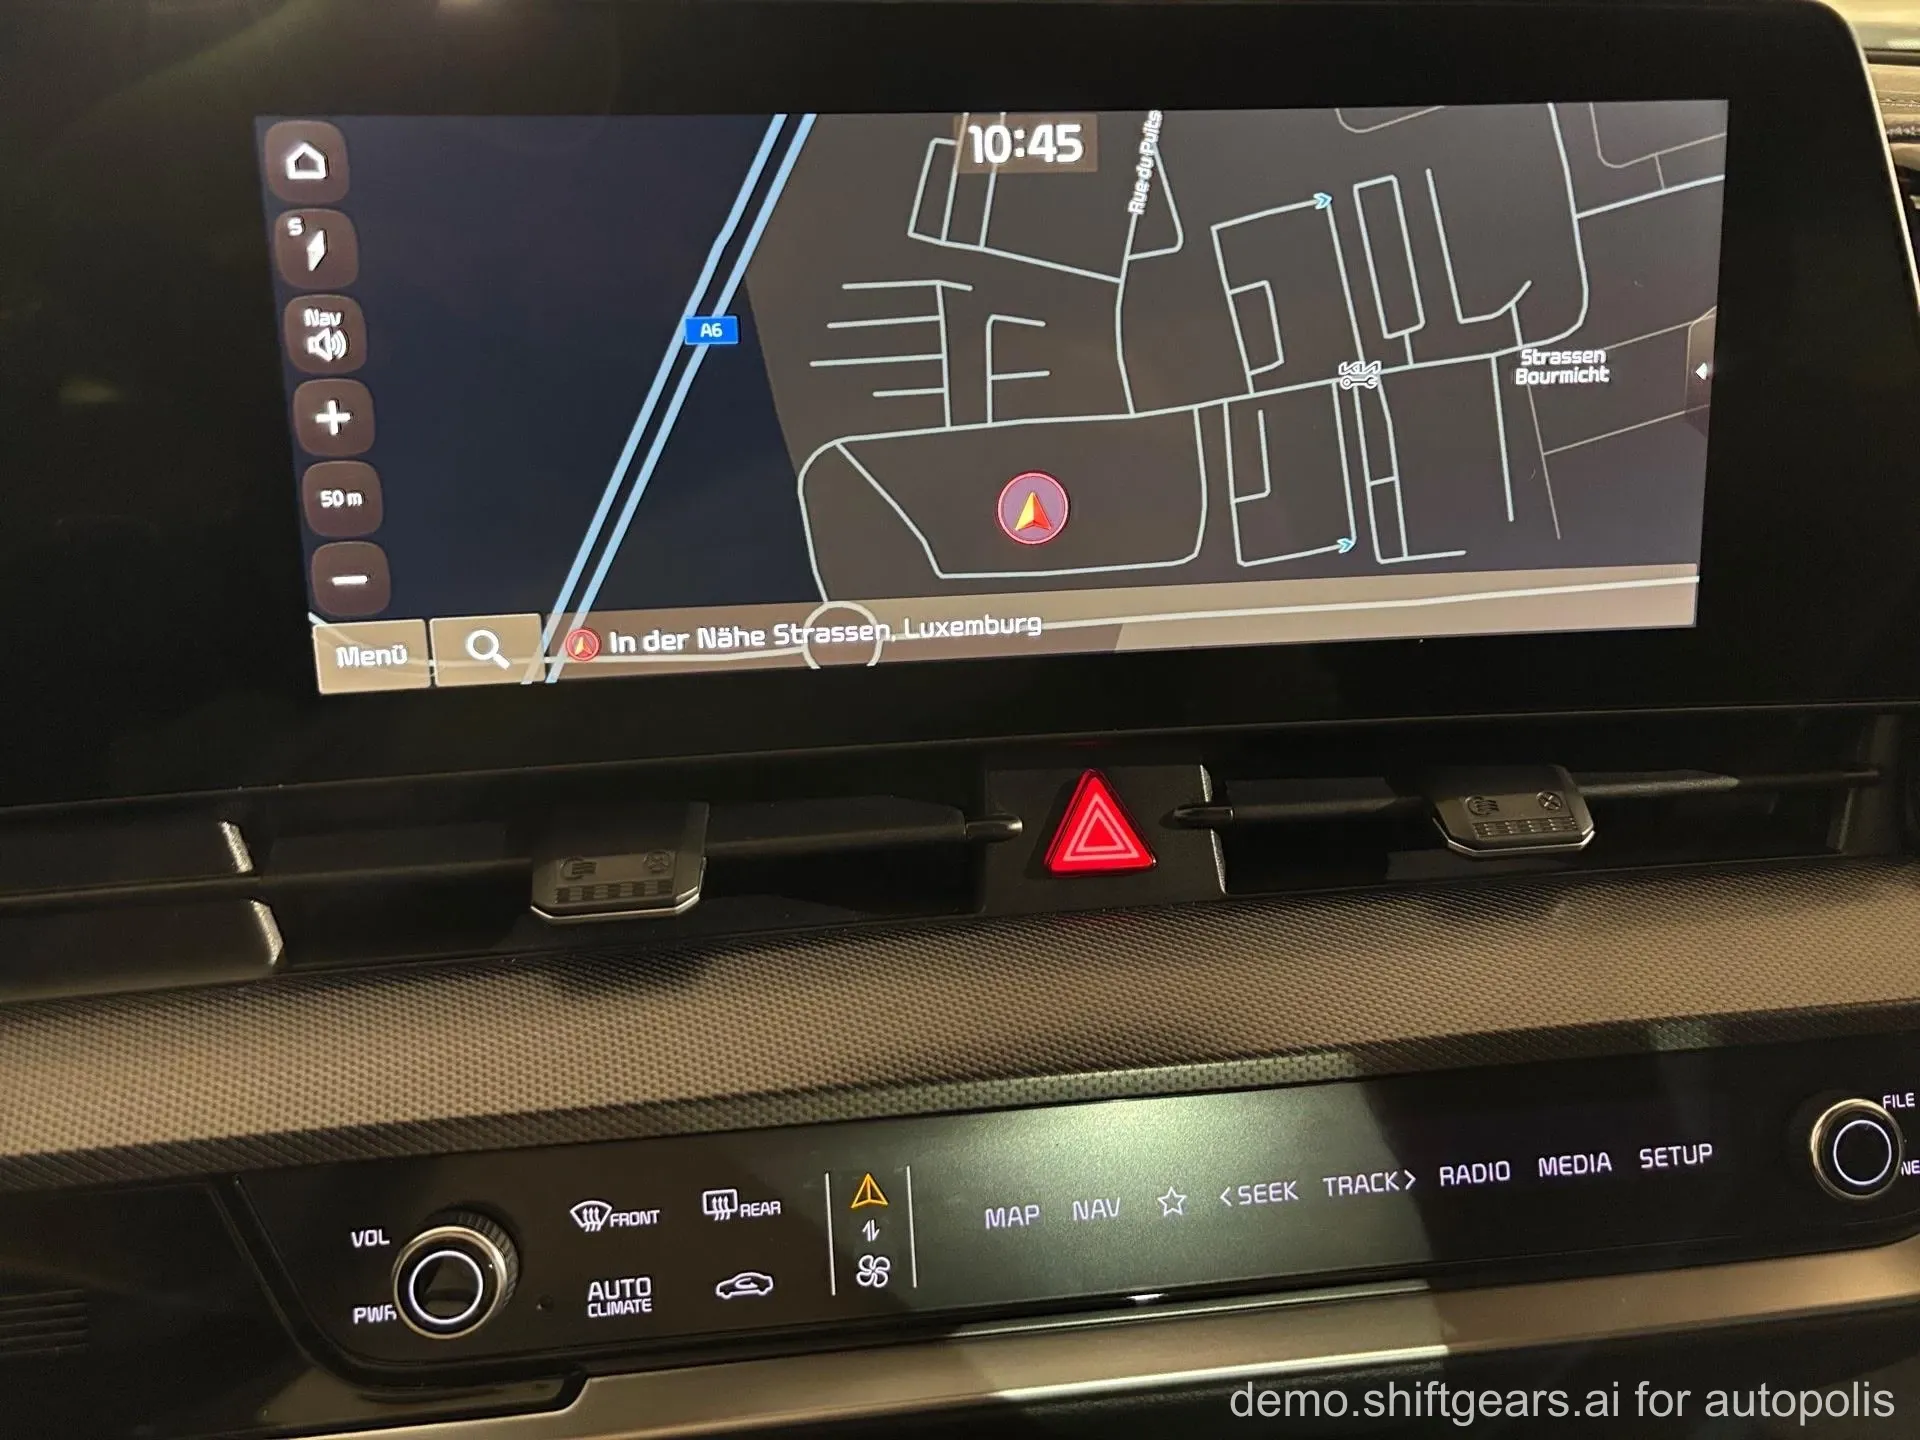 10:45
Rue du Puits
S
Nav
A6
Strassen
Bourmicht
KIA
50 m
Menü
In der Nähe Strassen, Luxemburg
VOL
PWR
FRONT
REAR
AUTO
CLIMATE
MAP
NAV
< SEEK
TRACK >
RADIO
MEDIA
SETUP
FILE
demo.shiftgears.ai for autopolis